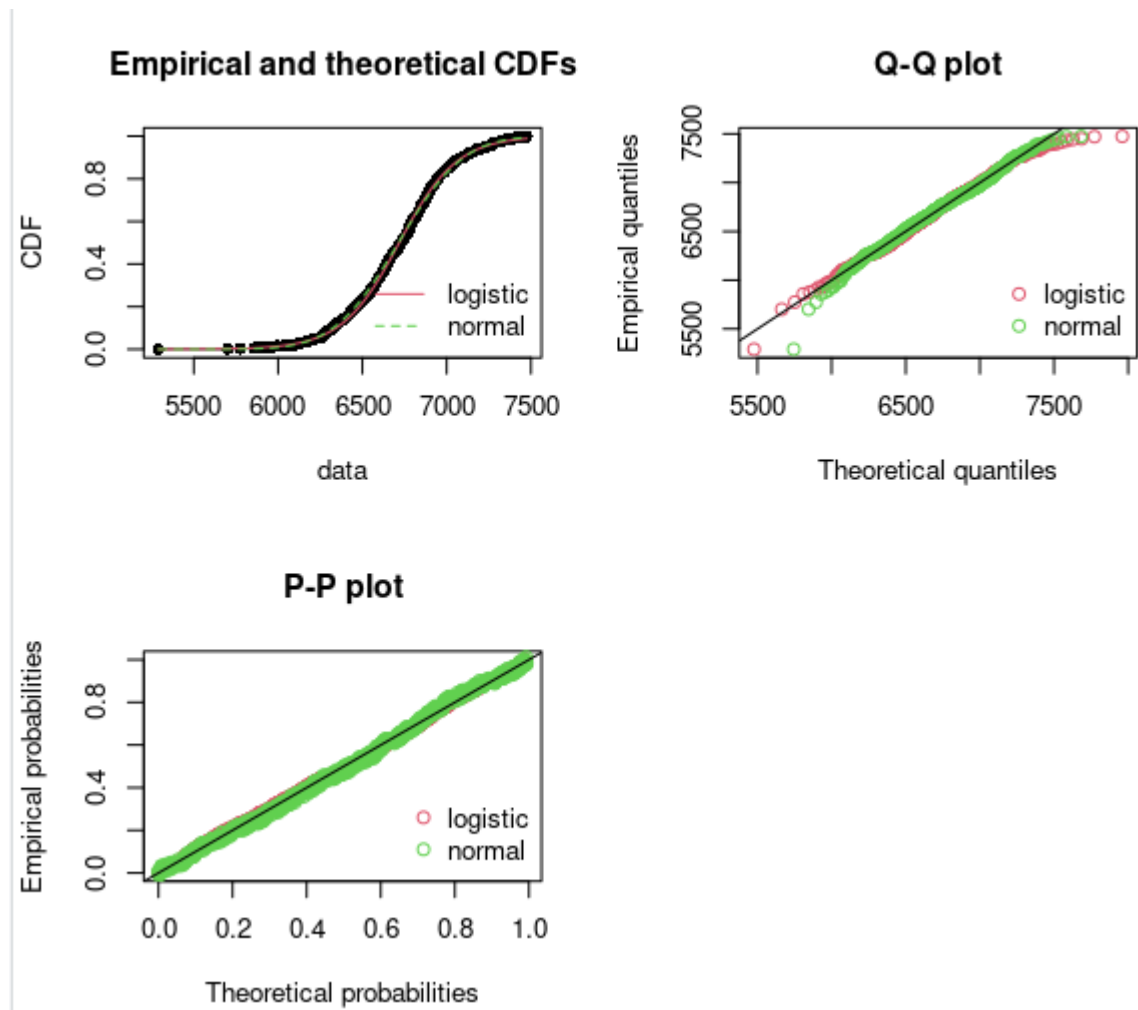 Empirical and theoretical CDFs
CDF
0.0 0.4 0.8
logistic
normal
5500 6000 6500 7000 7500
data
Q-Q plot
Empirical quantiles
5500 6500 7500
logistic
normal
5500 6500 7500
Theoretical quantiles
P-P plot
Empirical probabilities
0.0 0.4 0.8
logistic
normal
0.0 0.2 0.4 0.6 0.8 1.0
Theoretical probabilities